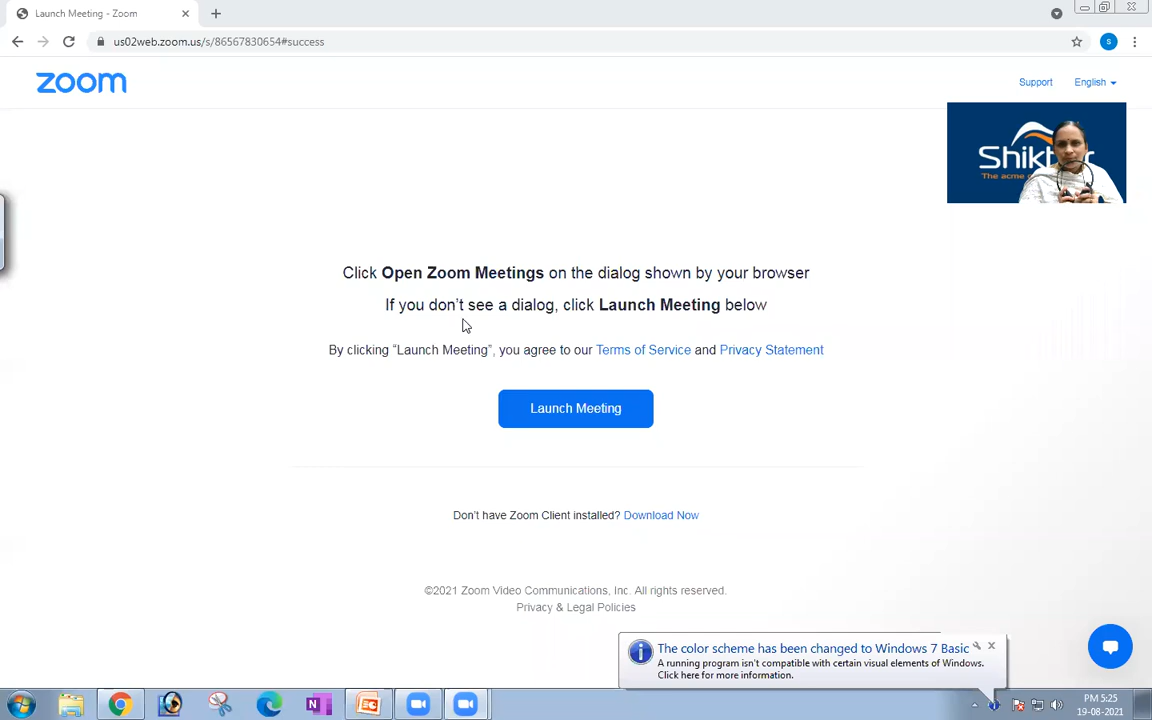 Launch Meeting - Zoom
us02web.zoom.us/s/86567830654#success
s
zoom
Support
English
The acme
Click Open Zoom Meetings on the dialog shown by your browser
If you don't see a dialog, click Launch Meeting below
By clicking “Launch Meeting”, you agree to our Terms of Service and Privacy Statement
Launch Meeting
Don't have Zoom Client installed? Download Now
©2021 Zoom Video Communications, Inc. All rights reserved.
Privacy & Legal Policies
The color scheme has been changed to Windows 7 Basic
A running program isn't compatible with certain visual elements of Windows.
Click here for more information.
PM 5:25
19-08-2021